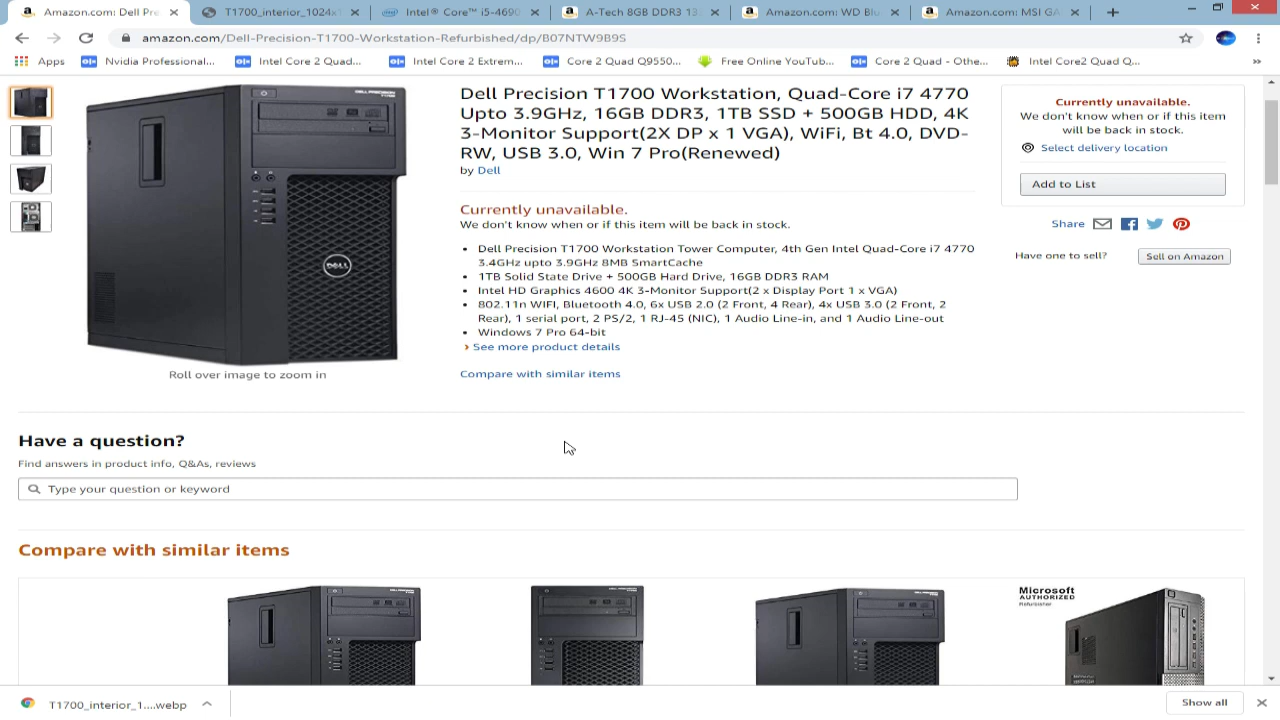 Amazon.com: Dell Pre
T1700_interior_1024x
Intel® Core™ i5-4690
A-Tech 8GB DDR3 13
Amazon.com: WD Blu
Amazon.com: MSI GA
amazon.com/Dell-Precision-T1700-Workstation-Refurbished/dp/B07NTW9B9S
Apps
Nvidia Professional...
Intel Core 2 Quad...
Intel Core 2 Extrem...
Core 2 Quad Q9550...
Free Online YouTub...
Core 2 Quad - Othe...
Intel Core2 Quad Q...
Dell Precision T1700 Workstation, Quad-Core i7 4770
Upto 3.9GHz, 16GB DDR3, 1TB SSD + 500GB HDD, 4K
3-Monitor Support(2X DP x 1 VGA), WiFi, Bt 4.0, DVD-
RW, USB 3.0, Win 7 Pro(Renewed)
by Dell
Currently unavailable.
We don't know when or if this item will be back in stock.
• Dell Precision T1700 Workstation Tower Computer, 4th Gen Intel Quad-Core i7 4770
3.4GHz upto 3.9GHz 8MB SmartCache
• 1TB Solid State Drive + 500GB Hard Drive, 16GB DDR3 RAM
• Intel HD Graphics 4600 4K 3-Monitor Support(2 x Display Port 1 x VGA)
• 802.11n WIFI, Bluetooth 4.0, 6x USB 2.0 (2 Front, 4 Rear), 4x USB 3.0 (2 Front, 2
Rear), 1 serial port, 2 PS/2, 1 RJ-45 (NIC), 1 Audio Line-in, and 1 Audio Line-out
• Windows 7 Pro 64-bit
› See more product details
Compare with similar items
DELL
Roll over image to zoom in
Currently unavailable.
We don't know when or if this item
will be back in stock.
Select delivery location
Add to List
Share
Have one to sell?
Sell on Amazon
Have a question?
Find answers in product info, Q&As, reviews
Type your question or keyword
Compare with similar items
Microsoft
AUTHORIZED
Refurbisher
T1700_interior_1....webp
Show all